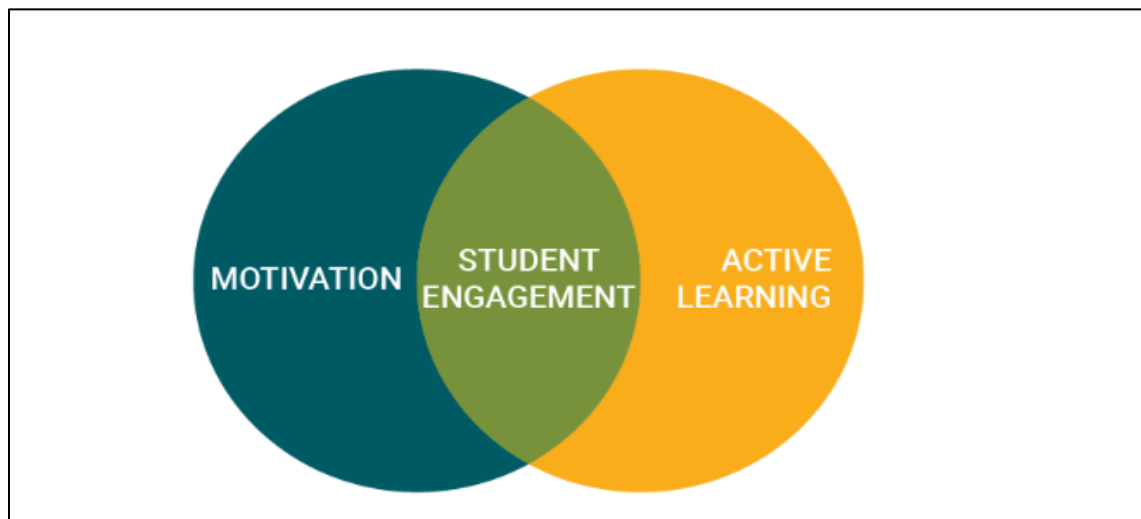 MOTIVATION
STUDENT
ENGAGEMENT
ACTIVE
LEARNING